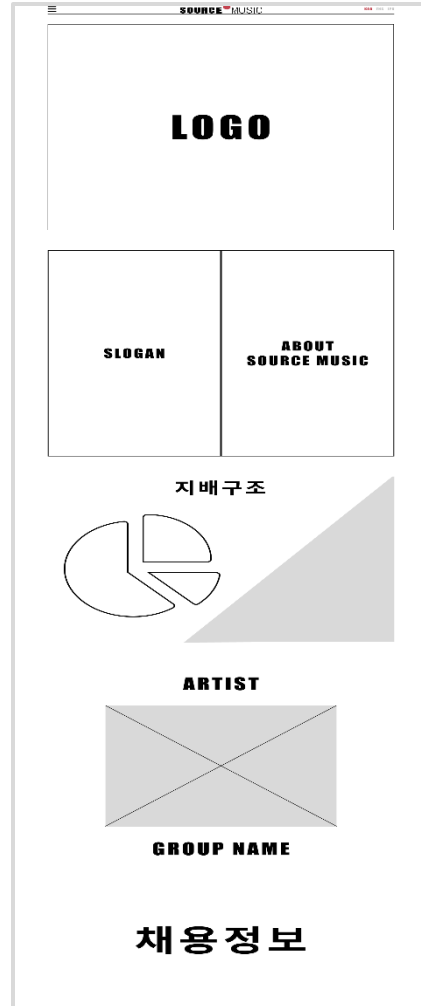 SOURCE MUSIC
LOGO
SLOGAN
ABOUT
SOURCE MUSIC
지배구조
ARTIST
GROUP NAME
채용정보